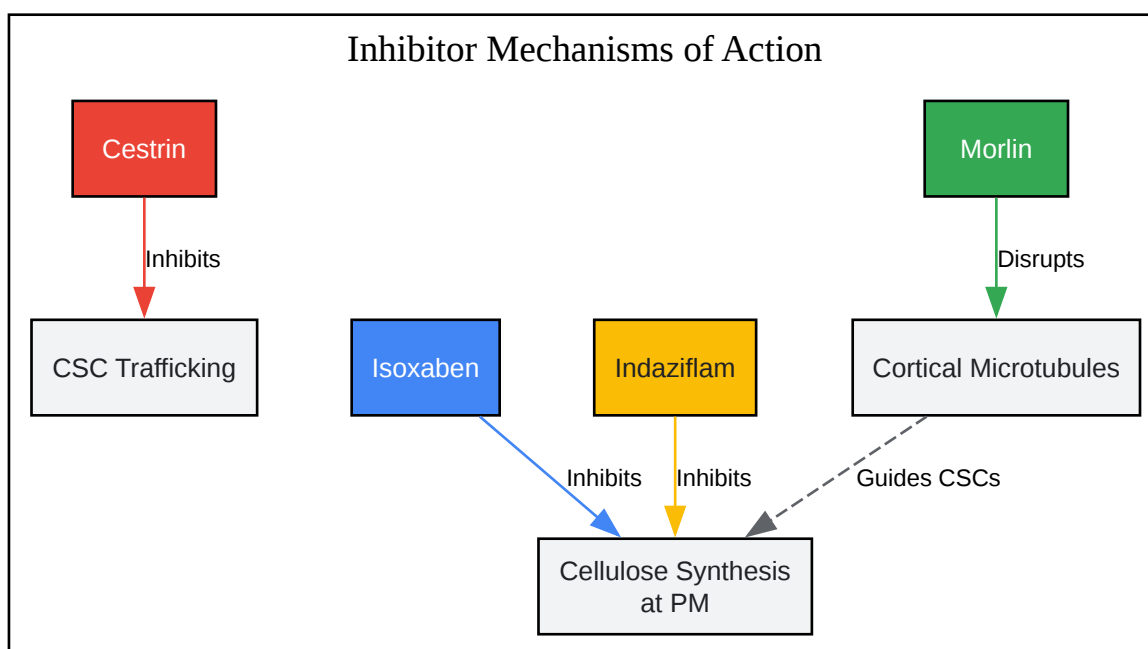 Inhibitor Mechanisms of Action
Cestrin
Morlin
Inhibits
Disrupts
CSC Trafficking
Isoxaben
Indaziflam
Cortical Microtubules
Inhibits
Inhibits
Guides CSCs
Cellulose Synthesis
at PM